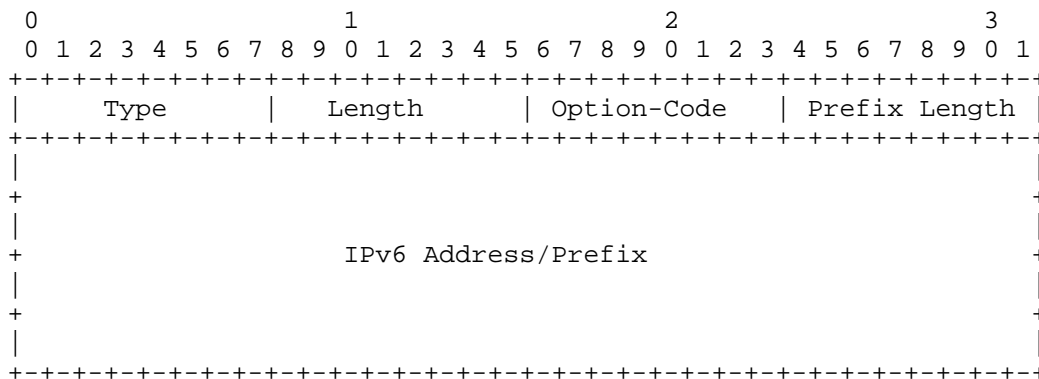 0                   1                   2                   3
 0 1 2 3 4 5 6 7 8 9 0 1 2 3 4 5 6 7 8 9 0 1 2 3 4 5 6 7 8 9 0 1
+-+-+-+-+-+-+-+-+-+-+-+-+-+-+-+-+-+-+-+-+-+-+-+-+-+-+-+-+-+-+-+-+
|     Type      |   Length      | Option-Code   | Prefix Length |
+-+-+-+-+-+-+-+-+-+-+-+-+-+-+-+-+-+-+-+-+-+-+-+-+-+-+-+-+-+-+-+-+
|                                                               |
+                                                               +
|                                                               |
+                    IPv6 Address/Prefix                        +
|                                                               |
+                                                               +
|                                                               |
+-+-+-+-+-+-+-+-+-+-+-+-+-+-+-+-+-+-+-+-+-+-+-+-+-+-+-+-+-+-+-+-+